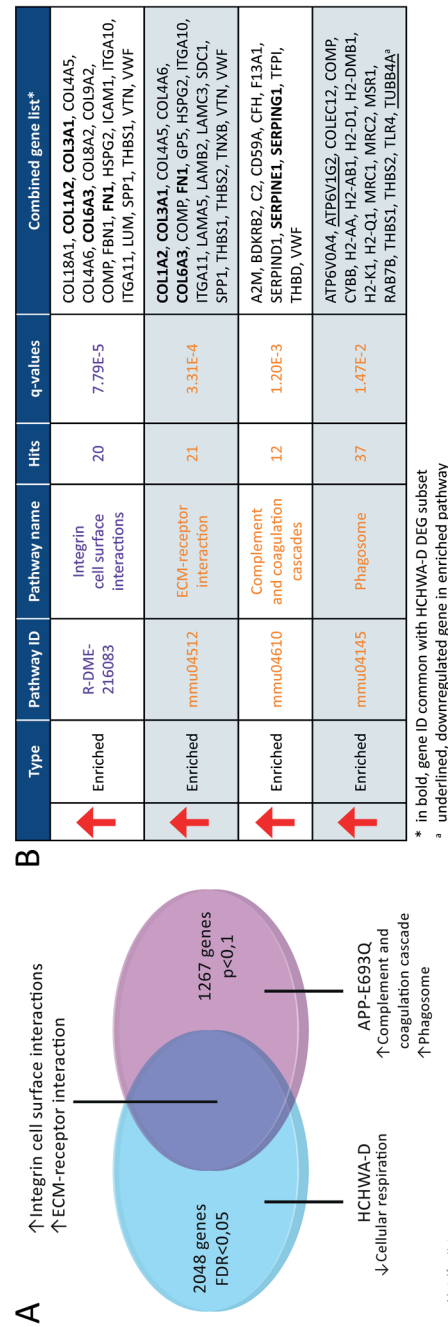 A
↑Integrin cell surface interactions
↑ECM-receptor interaction
2048 genes
FDR<0,05
1267 genes
p<0,1
HCHWA-D
↓Cellular respiration
APP-E693Q
↑Complement and
coagulation cascade
↑Phagosome
B
Type Pathway ID Pathway name Hits q-values Combined gene list*
Enriched
R-DME-
216083
Integrin
cell surface
interactions
20
7.79E-5
COL18A1, COL1A2, COL3A1, COL4A5,
COL4A6, COL6A3, COL8A2, COL9A2,
COMP, FBN1, FN1, HSPG2, ICAM1, ITGA10,
ITGA11, LUM, SPP1, THBS1, VTN, VWF
Enriched
mmu04512
ECM-receptor
interaction
21
3.31E-4
COL1A2, COL3A1, COL4A5, COL4A6,
COL6A3, COMP, FN1, GP5, HSPG2, ITGA10,
ITGA11, LAMA5, LAMB2, LAMC3, SDC1,
SPP1, THBS1, THBS2, TNXB, VTN, VWF
Enriched
mmu04610
Complement
and coagulation
cascades
12
1.20E-3
A2M, BDKRB2, C2, CD59A, CFH, F13A1,
SERPIND1, SERPINE1, SERPING1, TFPI,
THBD, VWF
Enriched
mmu04145
Phagosome
37
1.47E-2
ATP6V0A4, ATP6V1G2, COLEC12, COMP,
CYBB, H2-AA, H2-AB1, H2-D1, H2-DMB1,
H2-K1, H2-Q1, MRC1, MRC2, MSR1,
RAB7B, THBS1, THBS2, TLR4, TUBB4Aª
* in bold, gene ID common with HCHWA-D DEG subset
ª underlined, downregulated gene in enriched pathway